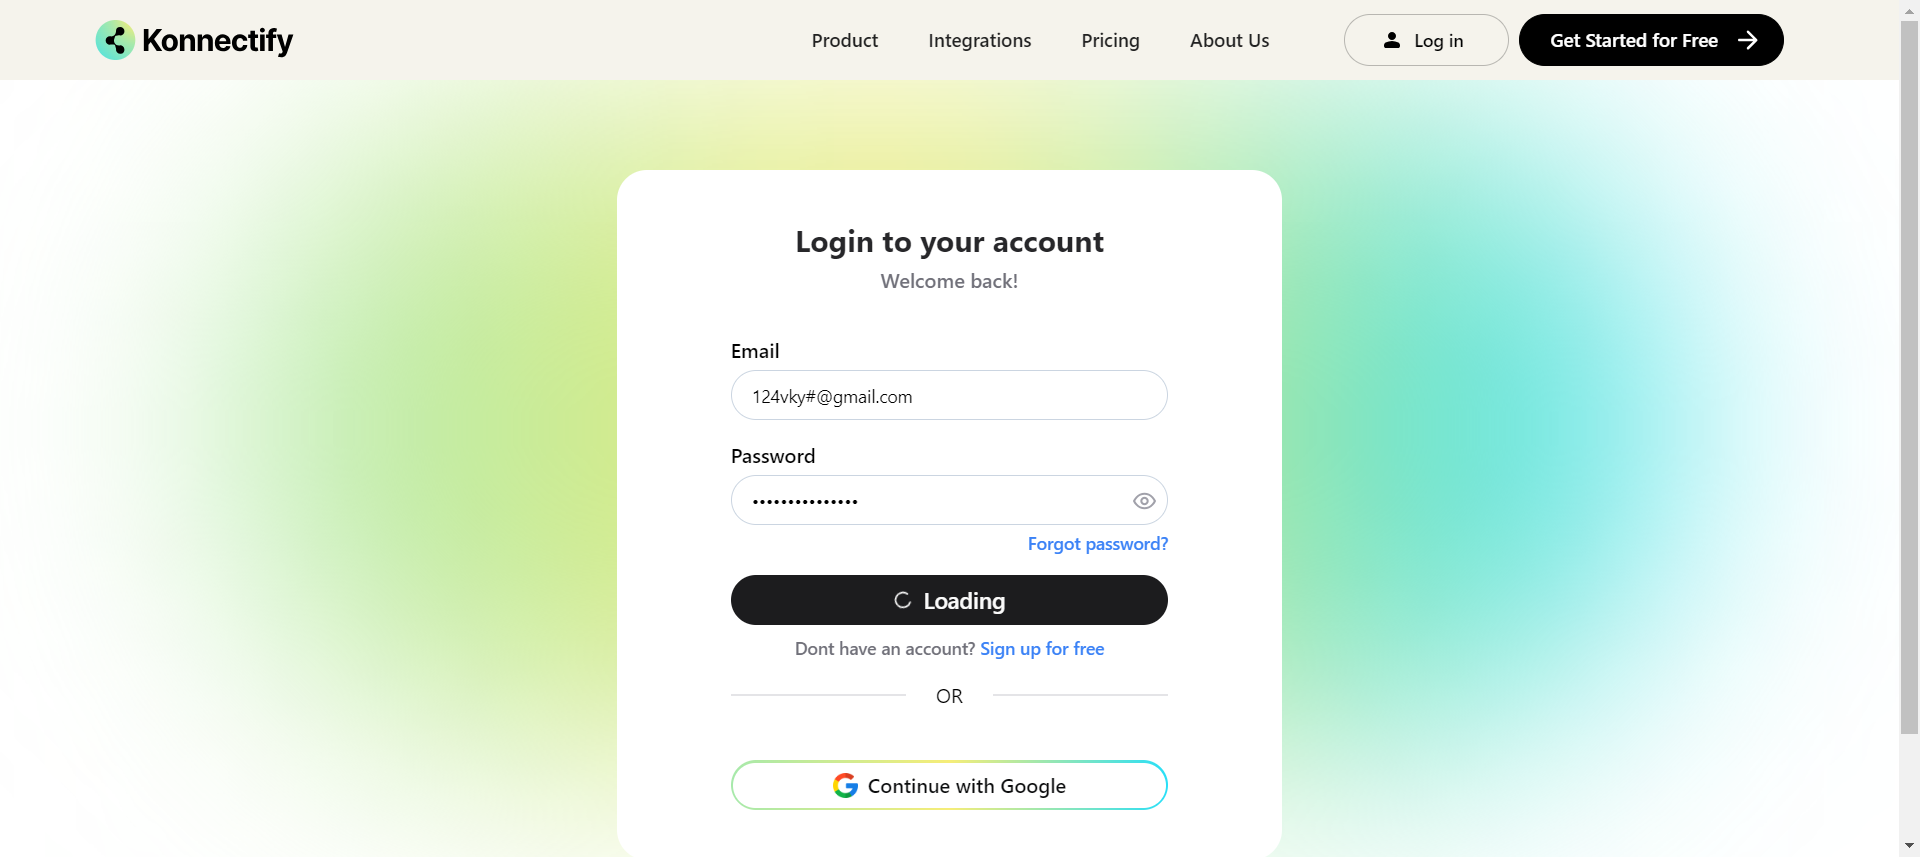 Konnectify
Product
Integrations
Pricing
About Us
Log in
Get Started for Free
Login to your account
Welcome back!
Email
124vky#@gmail.com
Password
•••••••••••••••
Forgot password?
Loading
Dont have an account? Sign up for free
OR
Continue with Google